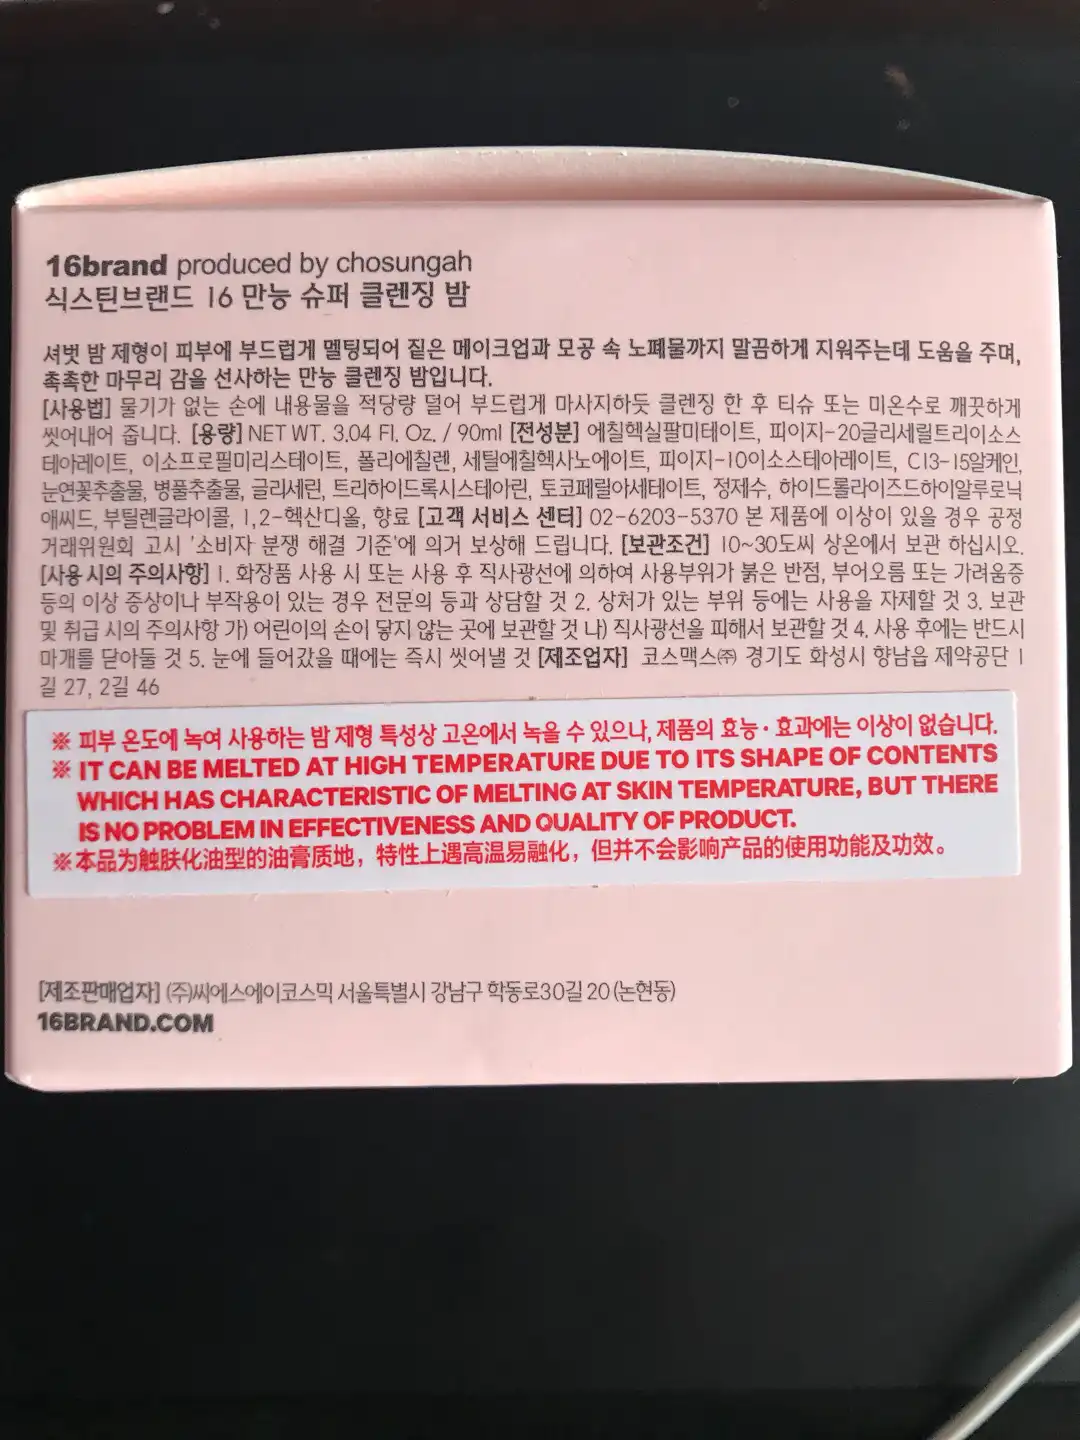 16brand produced by chosungah
식스틴브랜드 16 만능 슈퍼 클렌징 밤
셔벗 밤 제형이 피부에 부드럽게 멜팅되어 짙은 메이크업과 모공 속 노폐물까지 말끔하게 지워주는데 도움을 주며,
촉촉한 마무리 감을 선사하는 만능 클렌징 밤입니다.
[사용법] 물기가 없는 손에 내용물을 적당량 덜어 부드럽게 마사지하듯 클렌징 한 후 티슈 또는 미온수로 깨끗하게
씻어내어 줍니다. [용량] NET WT. 3.04 Fl. Oz. / 90ml [전성분] 에칠헥실팔미테이트, 피이지-20글리세릴트리이소스
테아레이트, 이소프로필미리스테이트, 폴리에칠렌, 세틸에칠헥사노에이트, 피이지-10이소스테아레이트, C13-15알케인,
눈연꽃추출물, 병풀추출물, 글리세린, 트리하이드록시스테아린, 토코페릴아세테이트, 정제수, 하이드롤라이즈드하이알루로닉
애씨드, 부틸렌글라이콜, 1,2-헥산디올, 향료 [고객 서비스 센터] 02-6203-5370 본 제품에 이상이 있을 경우 공정
거래위원회 고시 '소비자 분쟁 해결 기준'에 의거 보상해 드립니다. [보관조건] 10~30도씨 상온에서 보관 하십시오.
[사용 시의 주의사항] 1. 화장품 사용 시 또는 사용 후 직사광선에 의하여 사용부위가 붉은 반점, 부어오름 또는 가려움증
등의 이상 증상이나 부작용이 있는 경우 전문의 등과 상담할 것 2. 상처가 있는 부위 등에는 사용을 자제할 것 3. 보관
및 취급 시의 주의사항 가) 어린이의 손이 닿지 않는 곳에 보관할 것 나) 직사광선을 피해서 보관할 것 4. 사용 후에는 반드시
마개를 닫아둘 것 5. 눈에 들어갔을 때에는 즉시 씻어낼 것 [제조업자] 코스맥스㈜ 경기도 화성시 향남읍 제약공단 1
길 27, 2길 46
※ 피부 온도에 녹여 사용하는 밤 제형 특성상 고온에서 녹을 수 있으나, 제품의 효능·효과에는 이상이 없습니다.
※ IT CAN BE MELTED AT HIGH TEMPERATURE DUE TO ITS SHAPE OF CONTENTS
WHICH HAS CHARACTERISTIC OF MELTING AT SKIN TEMPERATURE, BUT THERE
IS NO PROBLEM IN EFFECTIVENESS AND QUALITY OF PRODUCT.
※本品为触肤化油型的油膏质地，特性上遇高温易融化，但并不会影响产品的使用功能及功效。
[제조판매업자] (주)씨에스에이코스믹 서울특별시 강남구 학동로30길 20 (논현동)
16BRAND.COM